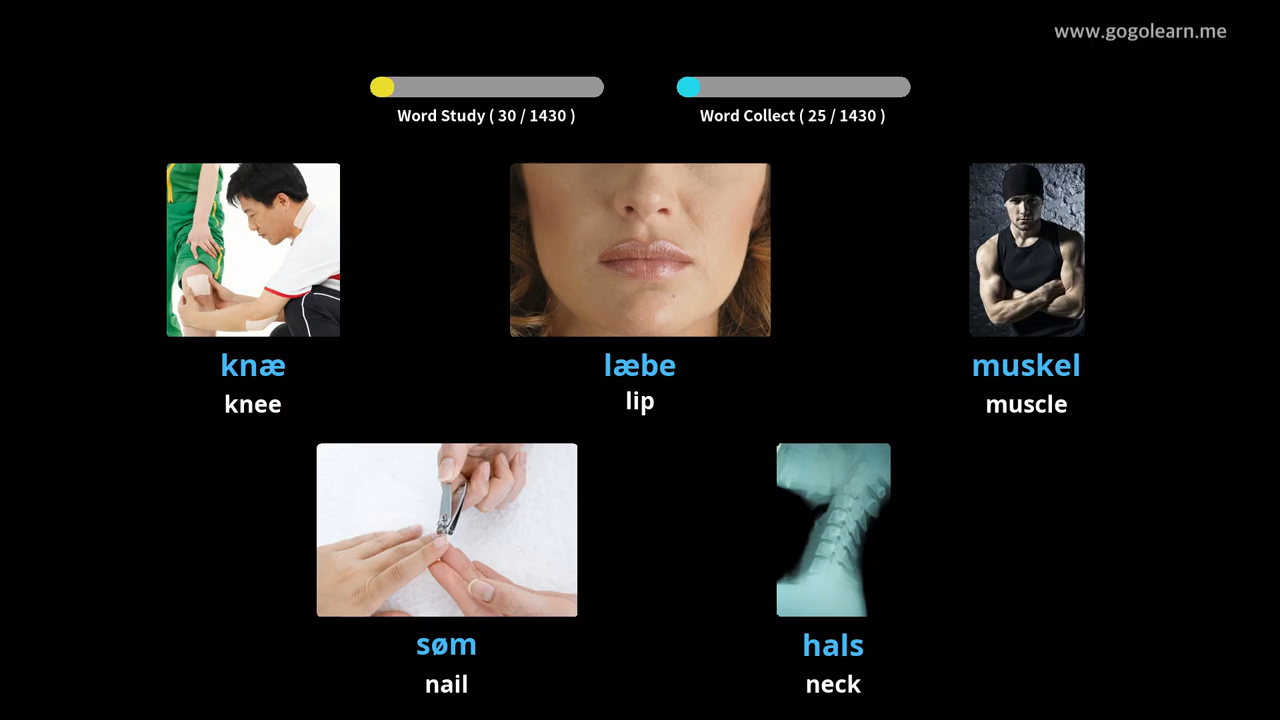 www.gogolearn.me
Word Study ( 30 / 1430 )
Word Collect ( 25 / 1430 )
knæ
knee
læbe
lip
muskel
muscle
søm
nail
hals
neck